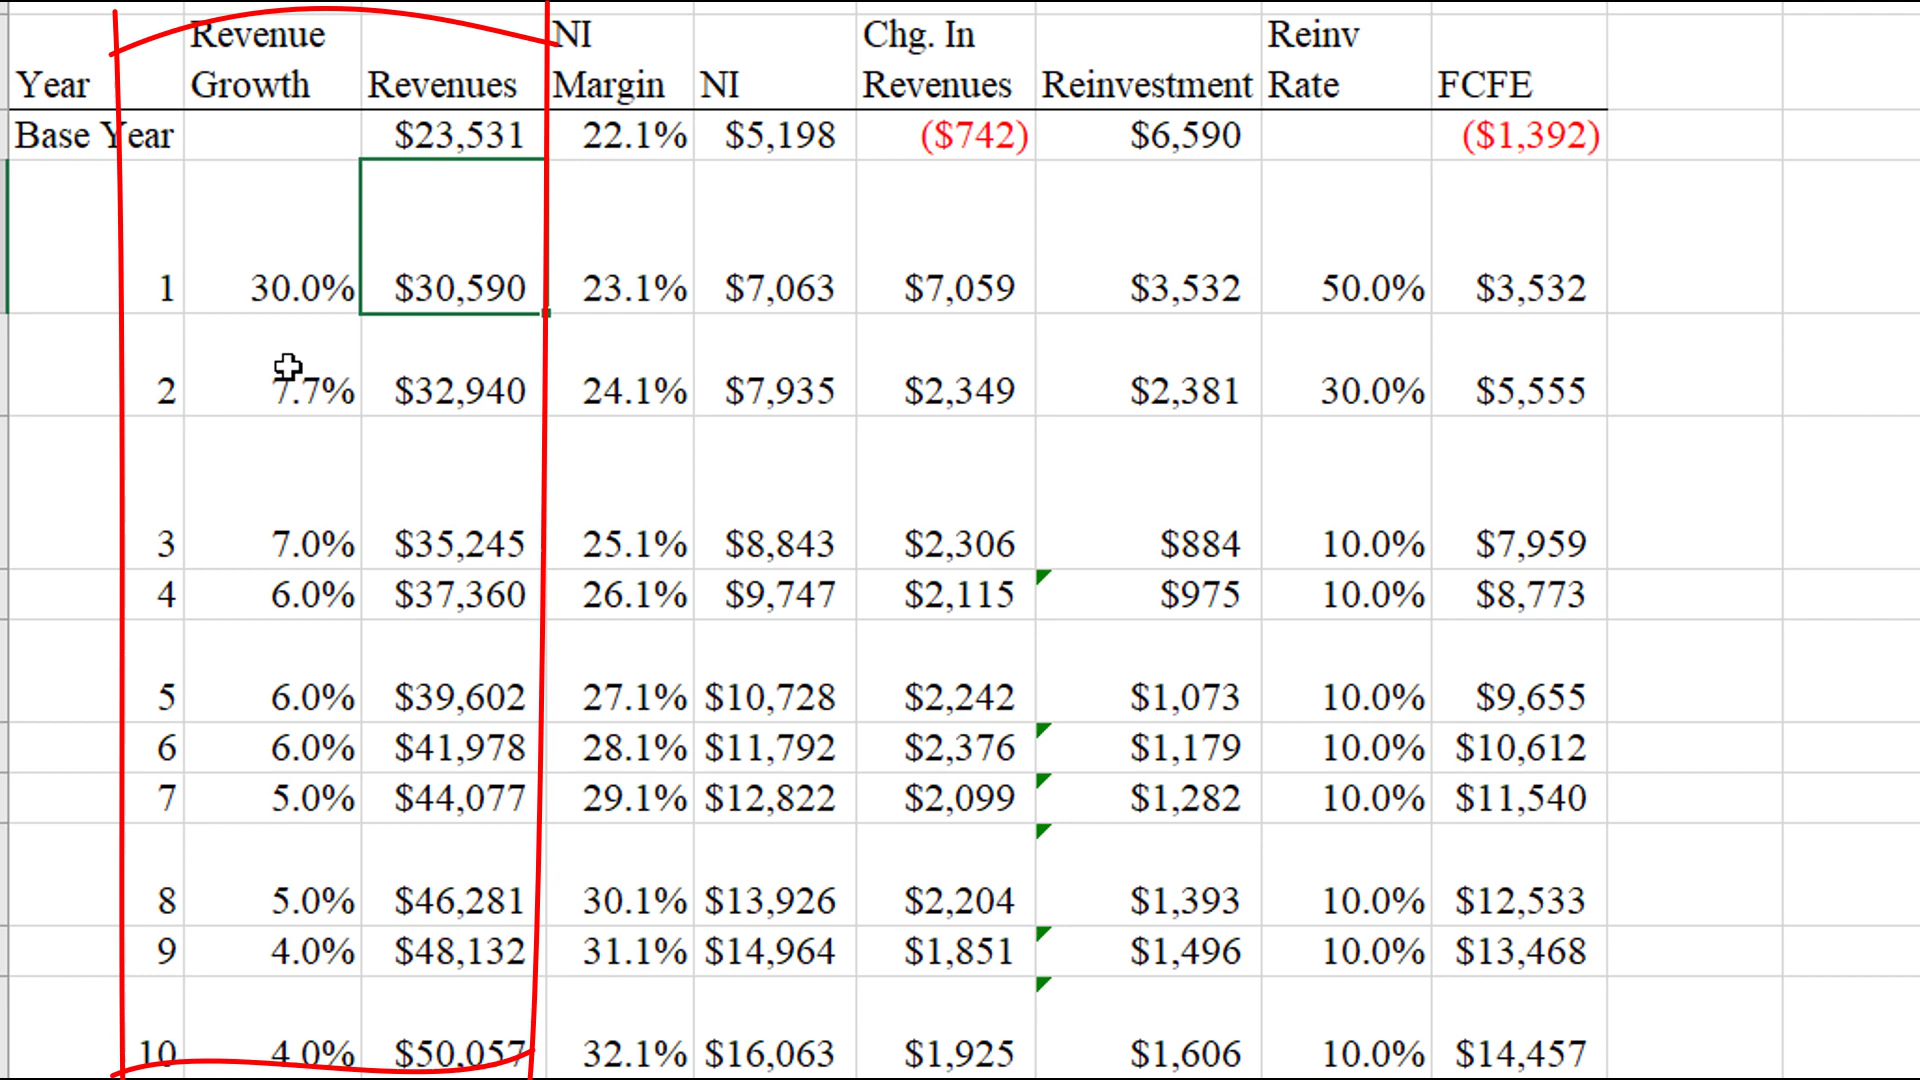 Year Revenue Growth Revenues NI Margin NI Chg. In Revenues Reinvestment Reinv Rate FCFE
Base Year $23,531 22.1% $5,198 ($742) $6,590 ($1,392)
1 30.0% $30,590 23.1% $7,063 $7,059 $3,532 50.0% $3,532
2 7.7% $32,940 24.1% $7,935 $2,349 $2,381 30.0% $5,555
3 7.0% $35,245 25.1% $8,843 $2,306 $884 10.0% $7,959
4 6.0% $37,360 26.1% $9,747 $2,115 $975 10.0% $8,773
5 6.0% $39,602 27.1% $10,728 $2,242 $1,073 10.0% $9,655
6 6.0% $41,978 28.1% $11,792 $2,376 $1,179 10.0% $10,612
7 5.0% $44,077 29.1% $12,822 $2,099 $1,282 10.0% $11,540
8 5.0% $46,281 30.1% $13,926 $2,204 $1,393 10.0% $12,533
9 4.0% $48,132 31.1% $14,964 $1,851 $1,496 10.0% $13,468
10 4.0% $50,057 32.1% $16,063 $1,925 $1,606 10.0% $14,457